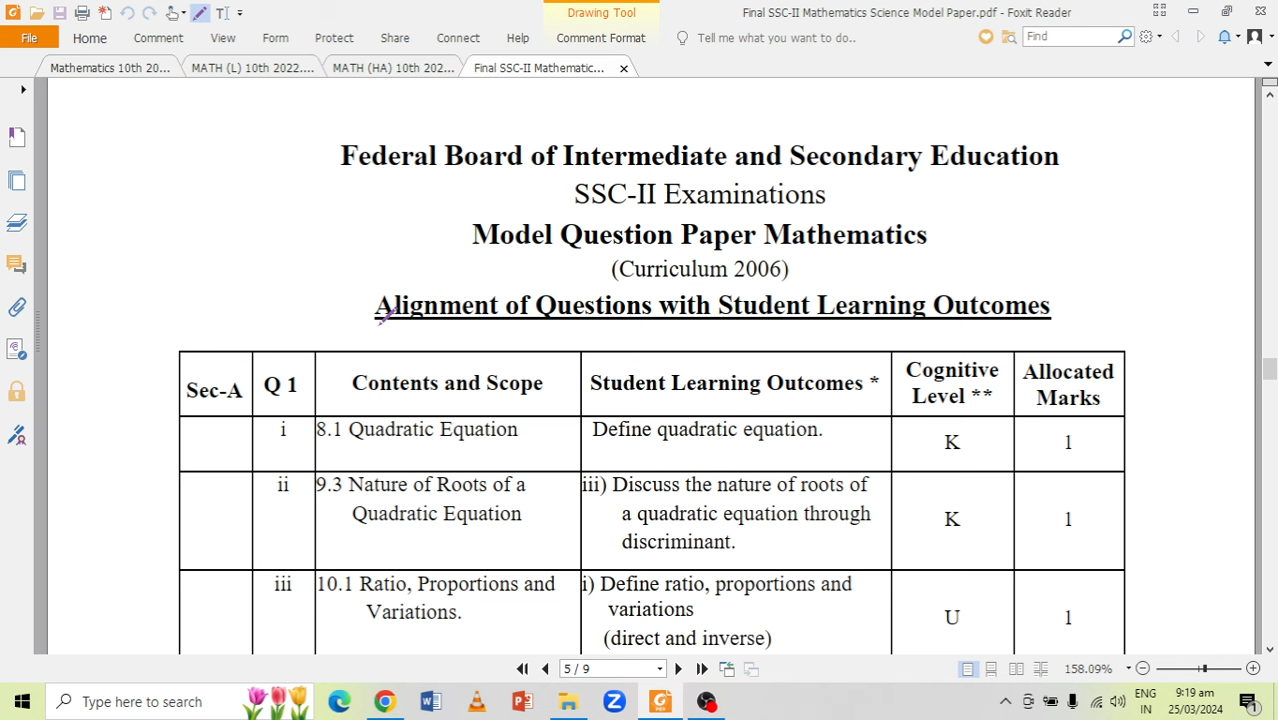 Drawing Tool
Final SSC-II Mathematics Science Model Paper.pdf - Foxit Reader
File Home Comment View Form Protect Share Connect Help Comment Format Tell me what you want to do.. Find
Mathematics 10th 20... MATH (L) 10th 2022.... MATH (HA) 10th 202... Final SSC-II Mathematic...
Federal Board of Intermediate and Secondary Education
SSC-II Examinations
Model Question Paper Mathematics
(Curriculum 2006)
Alignment of Questions with Student Learning Outcomes
Sec-A Q 1 Contents and Scope Student Learning Outcomes * Cognitive Level ** Allocated Marks
i 8.1 Quadratic Equation Define quadratic equation. K 1
ii 9.3 Nature of Roots of a Quadratic Equation iii) Discuss the nature of roots of a quadratic equation through discriminant. K 1
iii 10.1 Ratio, Proportions and Variations. i) Define ratio, proportions and variations (direct and inverse) U 1
5 / 9 158.09%
Type here to search ENG IN 9:19 am 25/03/2024 1